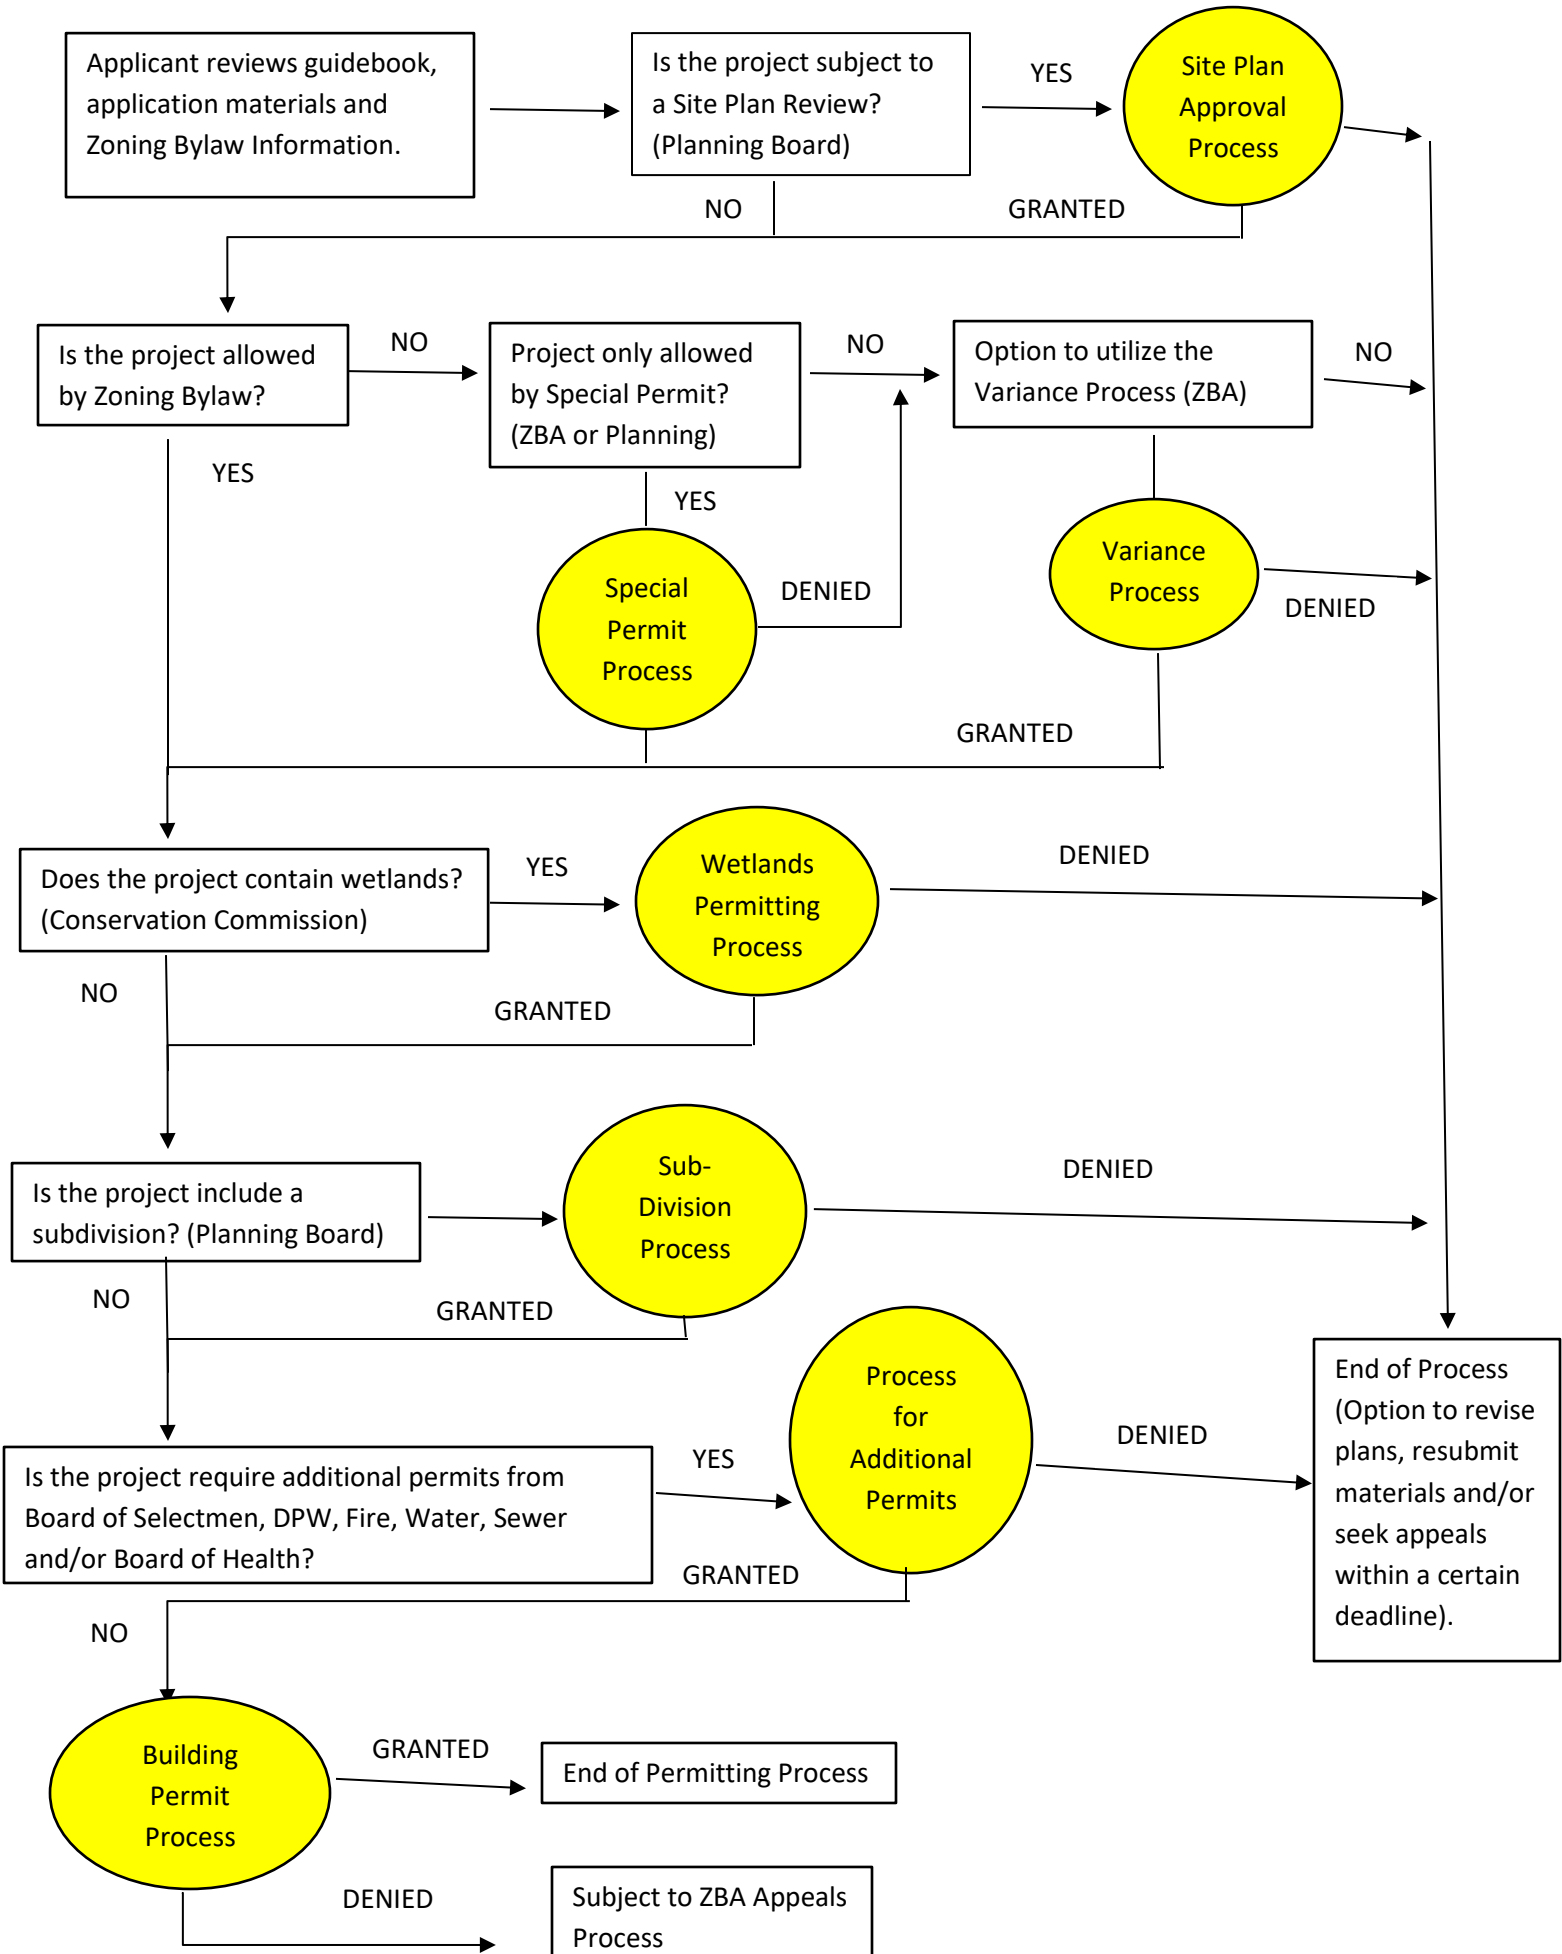 Applicant reviews guidebook,
application materials and
Zoning Bylaw Information.
Is the project subject to
a Site Plan Review?
(Planning Board)
YES
Site Plan
Approval
Process
NO
GRANTED
Is the project allowed
by Zoning Bylaw?
NO
Project only allowed
by Special Permit?
(ZBA or Planning)
NO
Option to utilize the
Variance Process (ZBA)
NO
YES
YES
Special
Permit
Process
DENIED
Variance
Process
DENIED
GRANTED
Does the project contain wetlands?
(Conservation Commission)
YES
Wetlands
Permitting
Process
DENIED
NO
GRANTED
Is the project include a
subdivision? (Planning Board)
Sub-
Division
Process
DENIED
NO
GRANTED
Is the project require additional permits from
Board of Selectmen, DPW, Fire, Water, Sewer
and/or Board of Health?
YES
Process
for
Additional
Permits
DENIED
End of Process
(Option to revise
plans, resubmit
materials and/or
seek appeals
within a certain
deadline).
GRANTED
NO
Building
Permit
Process
GRANTED
End of Permitting Process
DENIED
Subject to ZBA Appeals
Process